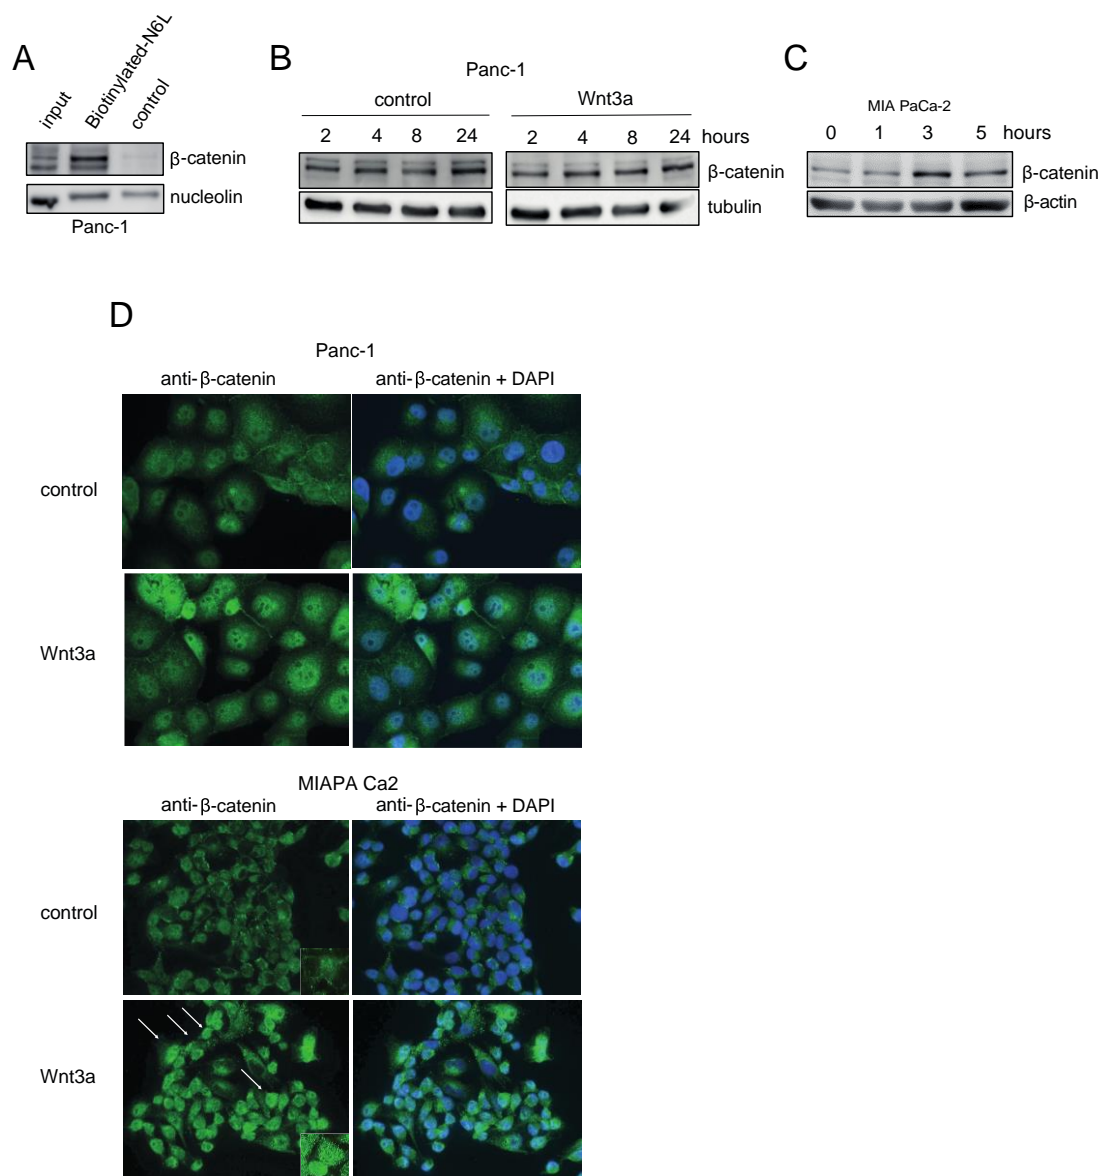 A
input
Biotinylated-N6L
control
β-catenin
nucleolin
Panc-1
B
Panc-1
control
Wnt3a
2 4 8 24 2 4 8 24 hours
β-catenin
tubulin
C
MIA PaCa-2
0 1 3 5 hours
β-catenin
β-actin
D
Panc-1
anti-β-catenin
anti-β-catenin + DAPI
control
Wnt3a
MIAPA Ca2
anti-β-catenin
anti-β-catenin + DAPI
control
Wnt3a